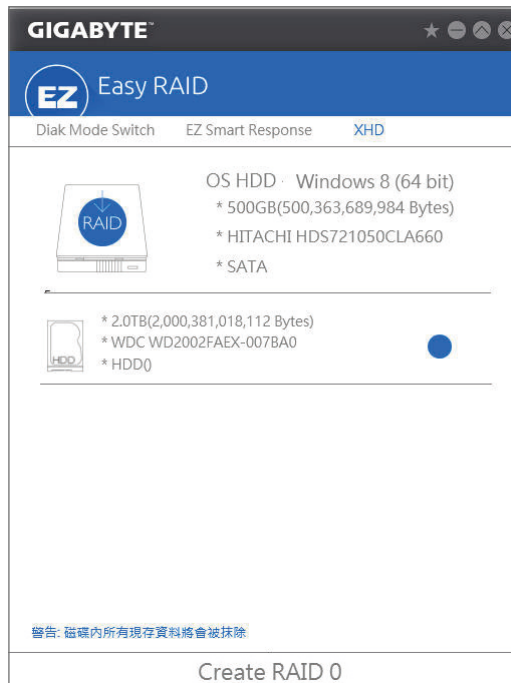 GIGABYTE™
EZ Easy RAID
Diak Mode Switch EZ Smart Response XHD
OS HDD · Windows 8 (64 bit)
* 500GB(500,363,689,984 Bytes)
RAID
* HITACHI HDS721050CLA660
* SATA
* 2.0TB(2,000,381,018,112 Bytes)
* WDC WD2002FAEX-007BA0
HDD
* HDD()
警告: 磁碟內所有現存資料將會被抹除
Create RAID 0